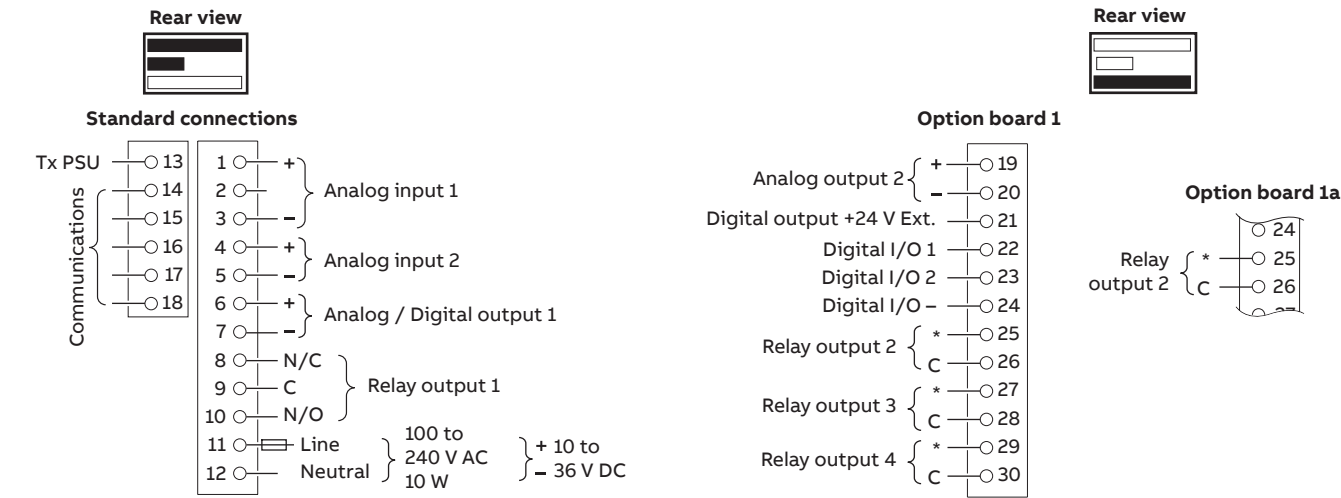 Rear view
Standard connections
Tx PSU 13
14
15
16
17
18
Communications
1 +
2
3 –
Analog input 1
4 +
5 –
Analog input 2
6 +
7 –
Analog / Digital output 1
8 N/C
9 C
10 N/O
Relay output 1
11 Line
12 Neutral
100 to
240 V AC
10 W
+ 10 to
– 36 V DC
Rear view
Option board 1
Analog output 2
+ 19
– 20
Digital output +24 V Ext. 21
Digital I/O 1 22
Digital I/O 2 23
Digital I/O – 24
Relay output 2
* 25
C 26
Relay output 3
* 27
C 28
Relay output 4
* 29
C 30
Option board 1a
24
Relay
output 2
* 25
C 26